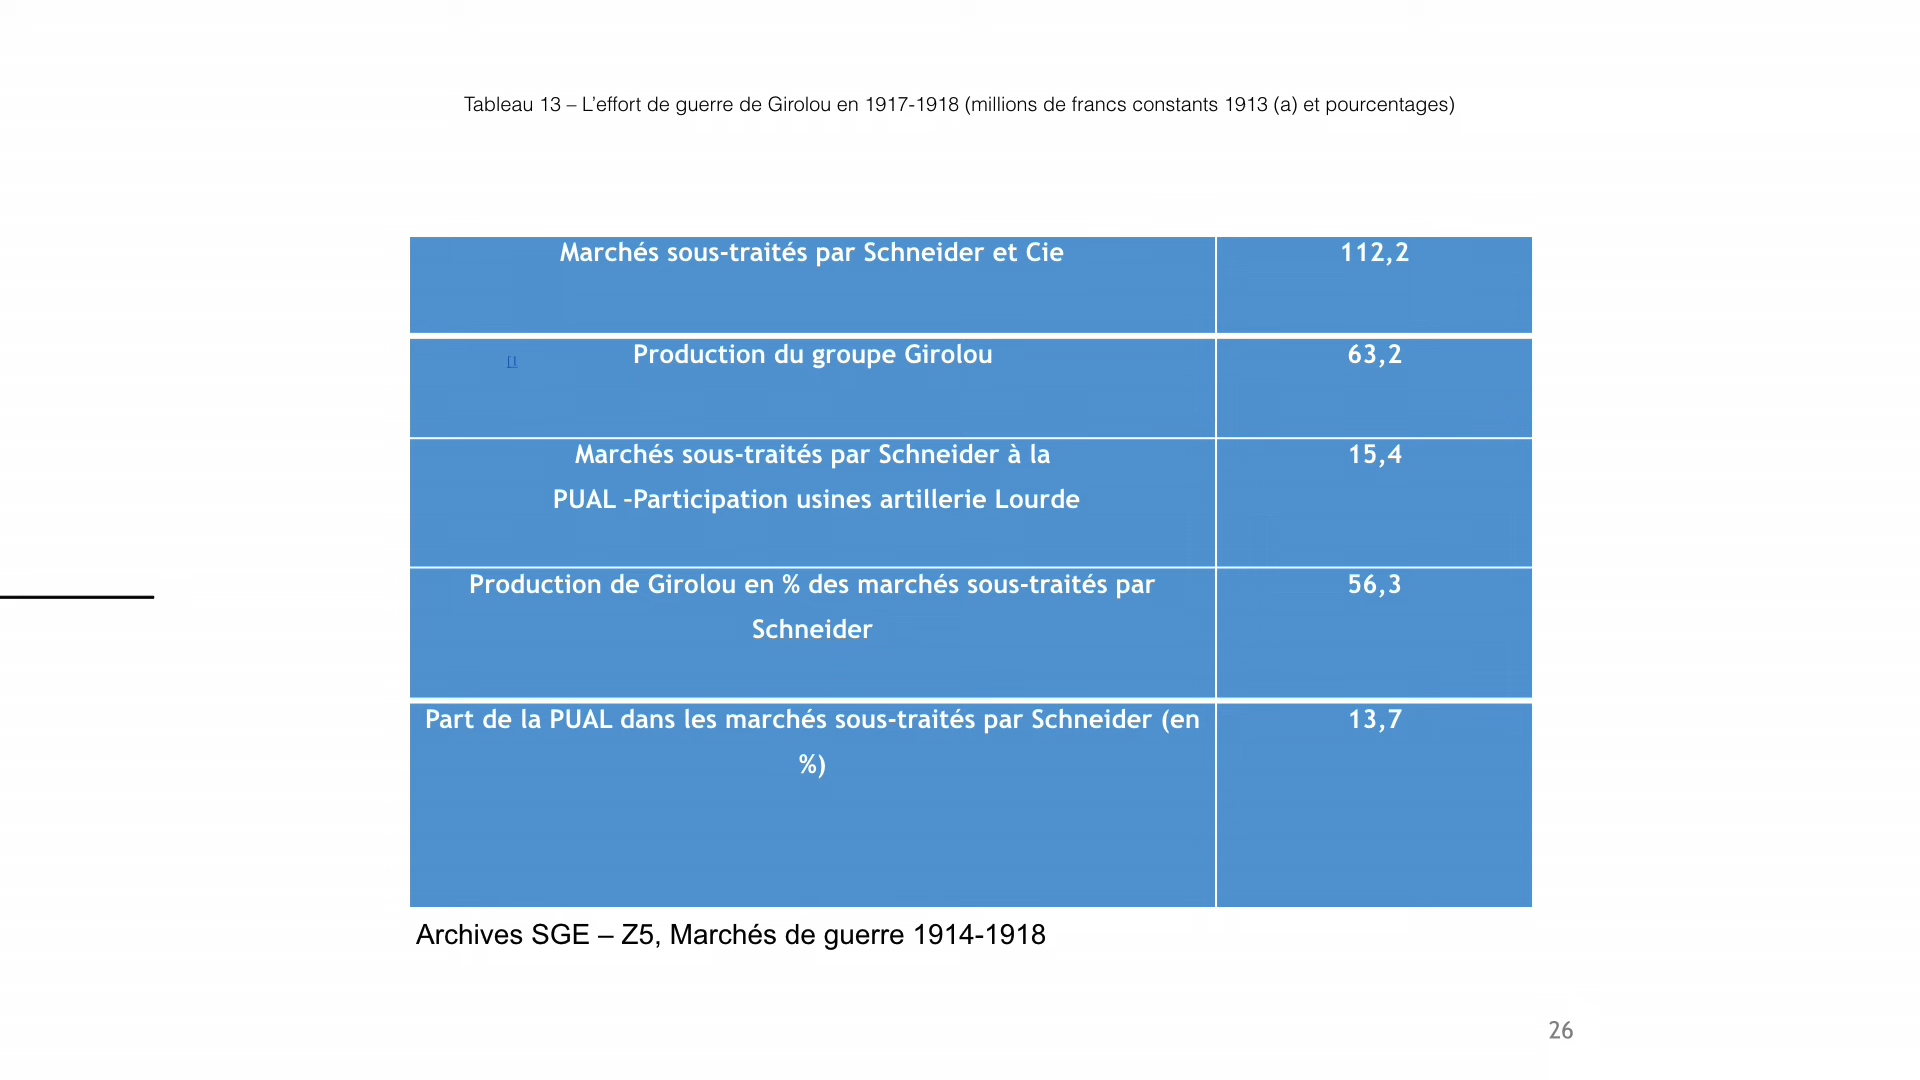 Tableau 13 – L’effort de guerre de Girolou en 1917-1918 (millions de francs constants 1913 (a) et pourcentages)
Marchés sous-traités par Schneider et Cie 112,2
[1 Production du groupe Girolou 63,2
Marchés sous-traités par Schneider à la 15,4
PUAL –Participation usines artillerie Lourde
Production de Girolou en % des marchés sous-traités par 56,3
Schneider
Part de la PUAL dans les marchés sous-traités par Schneider (en 13,7
%)
Archives SGE – Z5, Marchés de guerre 1914-1918
26